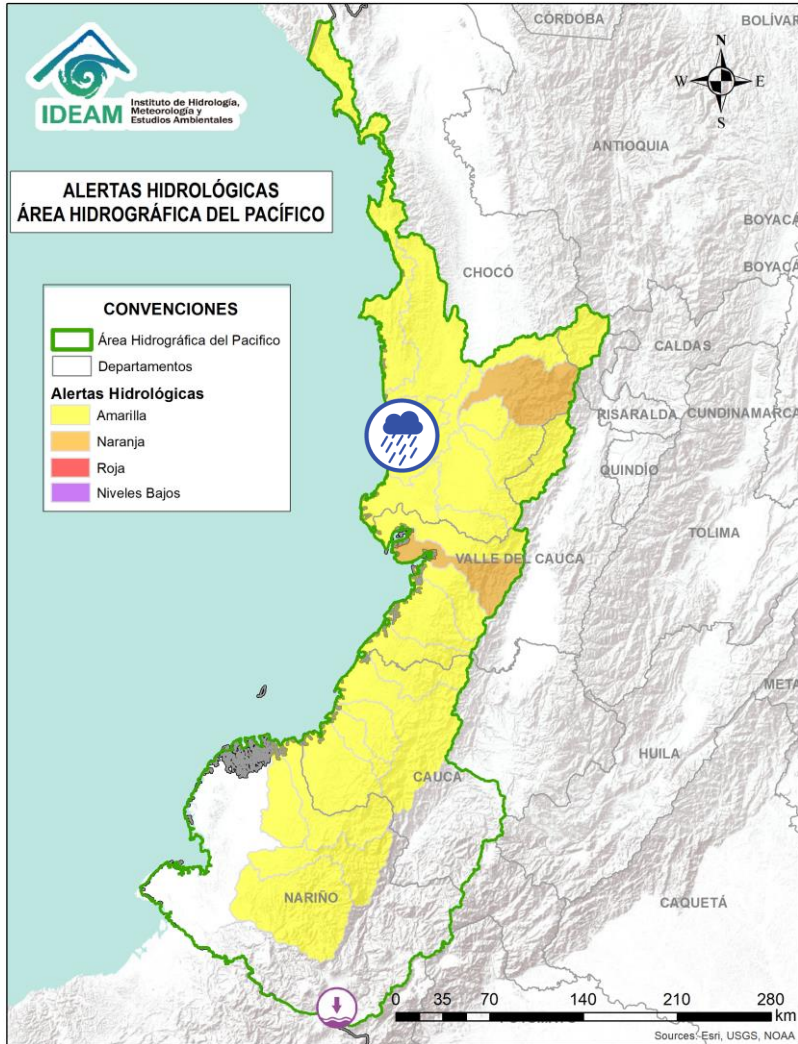 CÓRDOBA
BOLÍVAR
IDEAM
Instituto de Hidrología,
Meteorología y
Estudios Ambientales
N
W
E
S
ANTIOQUIA
ALERTAS HIDROLÓGICAS
ÁREA HIDROGRÁFICA DEL PACÍFICO
BOYACÁ
CHOCÓ
BOYACÁ
CONVENCIONES
Área Hidrográfica del Pacifico
Departamentos
Alertas Hidrológicas
Amarilla
Naranja
Roja
Niveles Bajos
CALDAS
RISARALDA
CUNDINAMARCA
QUINDÍO
TOLIMA
VALLE DEL CAUCA
META
HUILA
CAUCA
NARIÑO
CAQUETÁ
0 35 70 140 210 280
km
Sources: Esri, USGS, NOAA